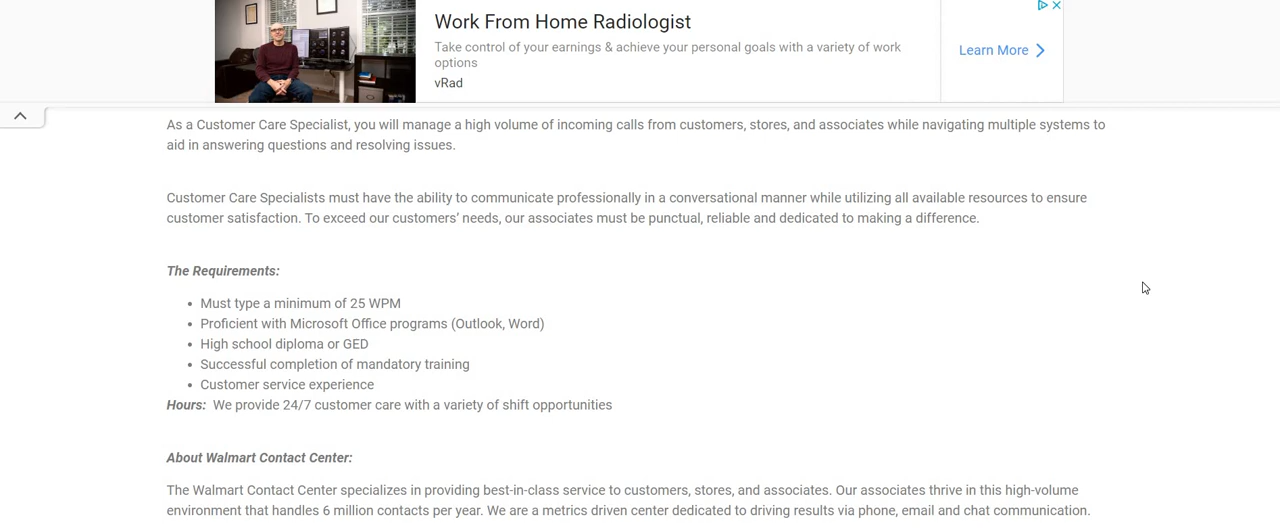 Work From Home Radiologist
Take control of your earnings & achieve your personal goals with a variety of work
options
vRad
Learn More
As a Customer Care Specialist, you will manage a high volume of incoming calls from customers, stores, and associates while navigating multiple systems to
aid in answering questions and resolving issues.
Customer Care Specialists must have the ability to communicate professionally in a conversational manner while utilizing all available resources to ensure
customer satisfaction. To exceed our customers’ needs, our associates must be punctual, reliable and dedicated to making a difference.
The Requirements:
• Must type a minimum of 25 WPM
• Proficient with Microsoft Office programs (Outlook, Word)
• High school diploma or GED
• Successful completion of mandatory training
• Customer service experience
Hours: We provide 24/7 customer care with a variety of shift opportunities
About Walmart Contact Center:
The Walmart Contact Center specializes in providing best-in-class service to customers, stores, and associates. Our associates thrive in this high-volume
environment that handles 6 million contacts per year. We are a metrics driven center dedicated to driving results via phone, email and chat communication.